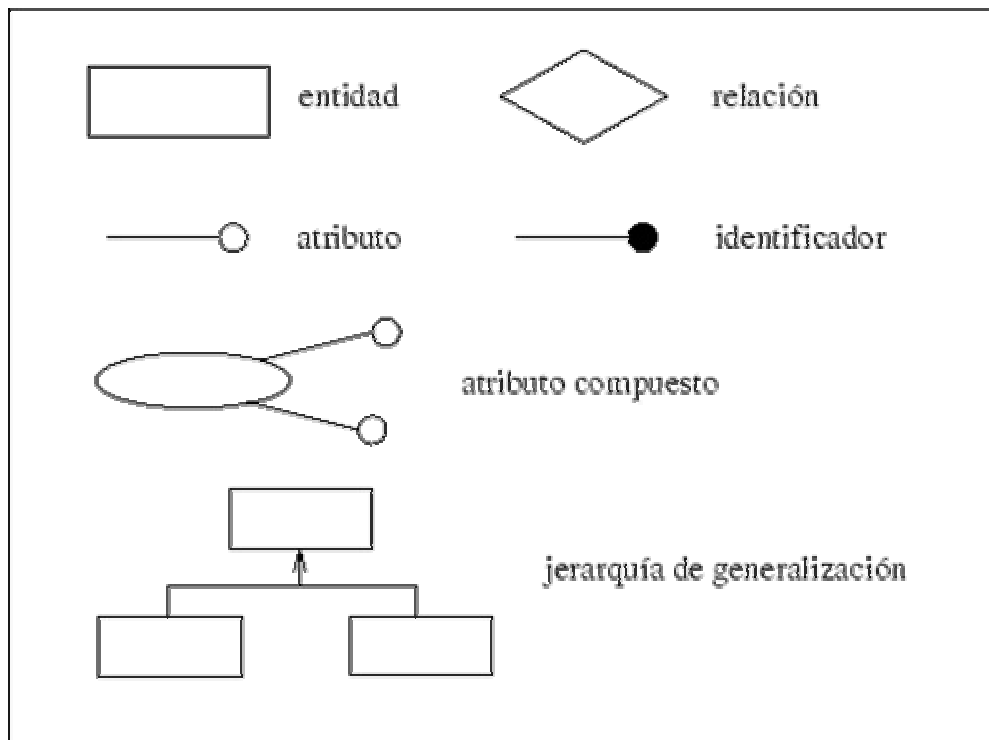 entidad
relación
atributo
identificador
atributo compuesto
jerarquía de generalización